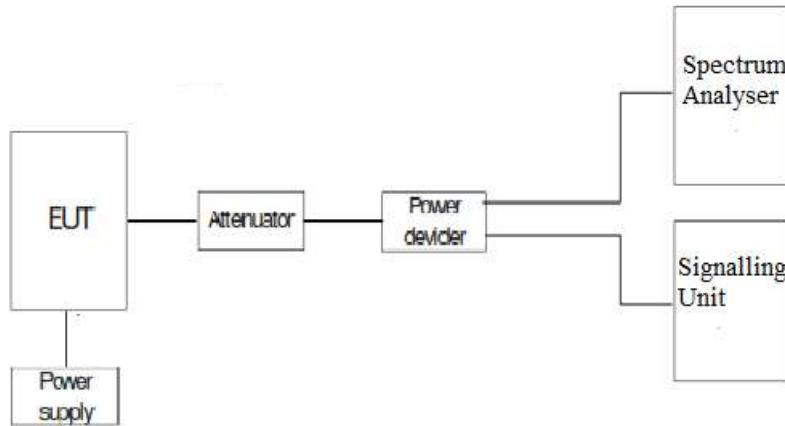 Spectrum
Analyser
EUT
Attenuator
Power
devider
Signalling
Unit
Power
supply